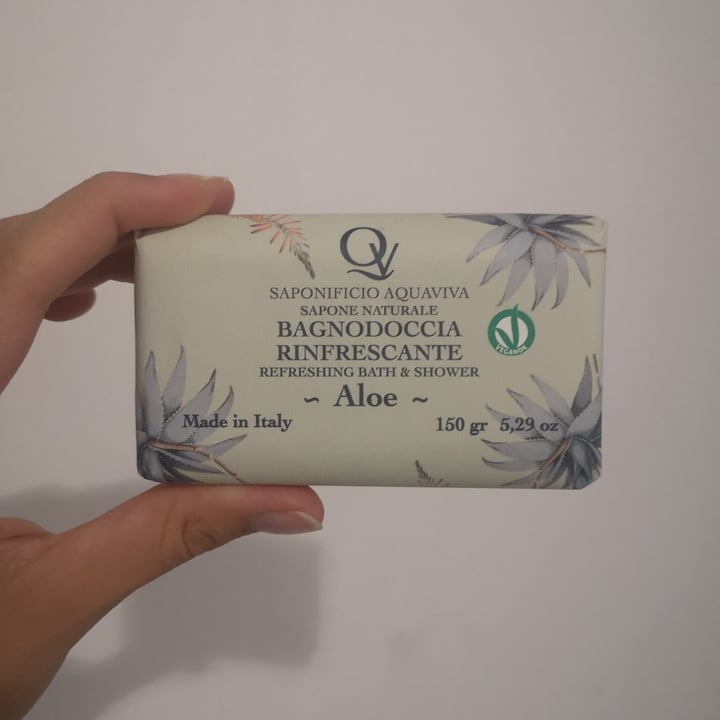 QV
SAPONIFICIO AQUAVIVA
SAPONE NATURALE
BAGNODOCCIA
RINFRESCANTE
REFRESHING BATH & SHOWER
~ Aloe ~
VEGANOK
Made in Italy
150 gr 5,29 oz